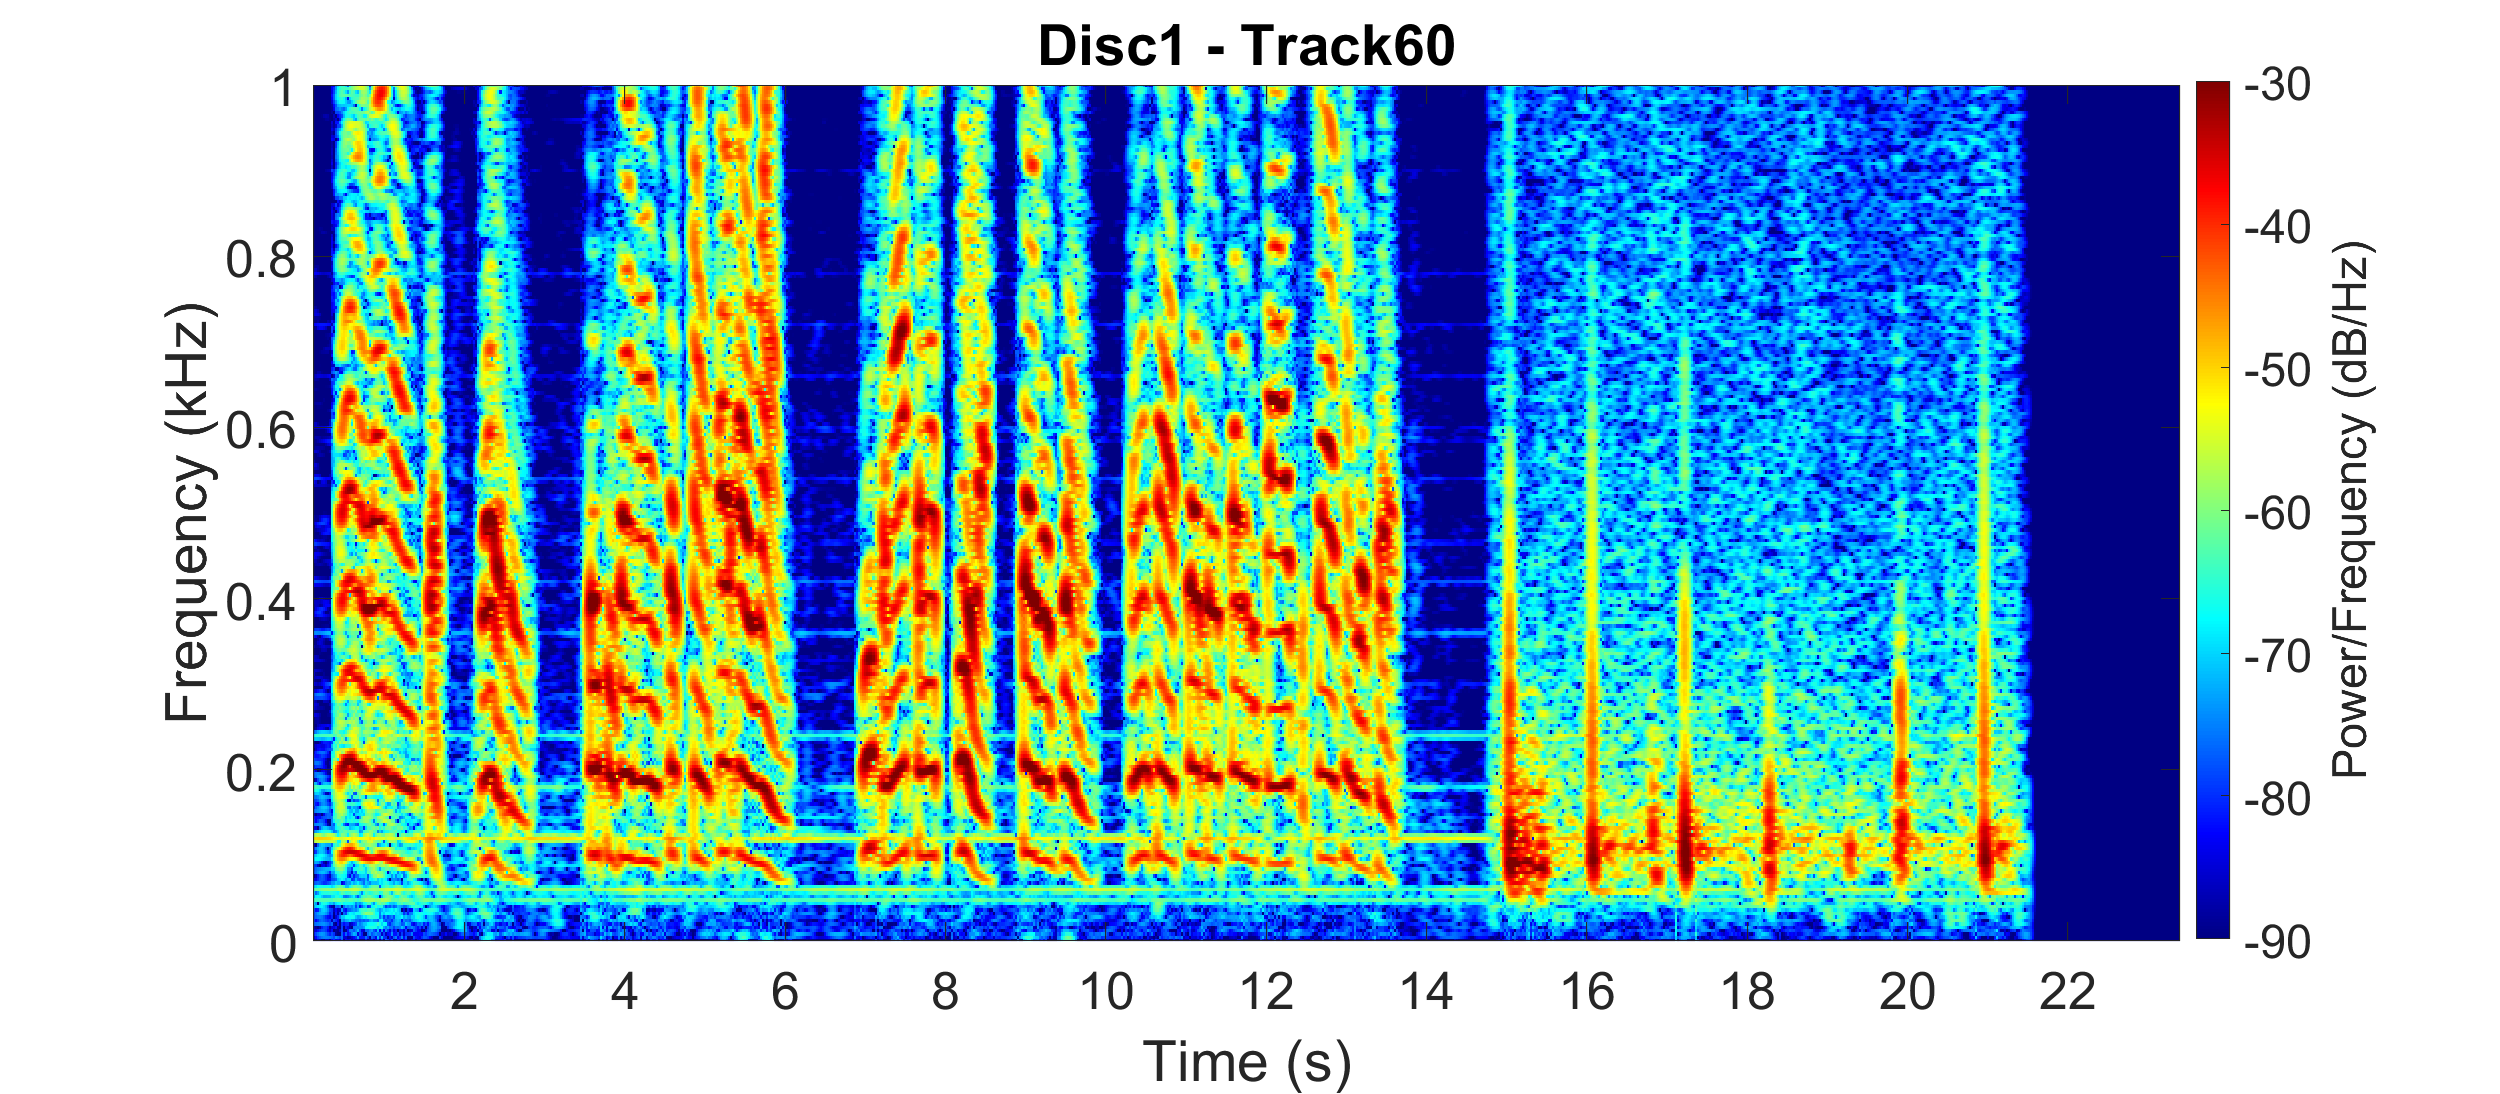 Disc1 - Track60
1
0.8
0.6
0.4
0.2
0
Frequency (kHz)
2 4 6 8 10 12 14 16 18 20 22
Time (s)
-30
-40
-50
-60
-70
-80
-90
Power/Frequency (dB/Hz)